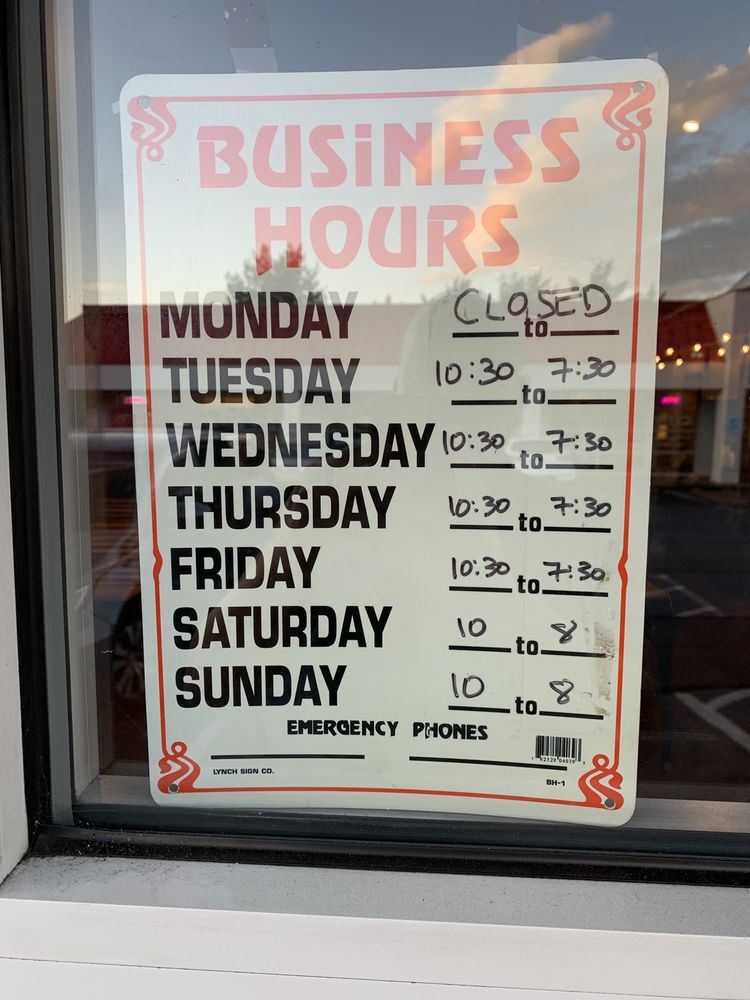 BUSINESS
HOURS
MONDAY CLOSED to
TUESDAY 10:30 to 7:30
WEDNESDAY 10:30 to 7:30
THURSDAY 10:30 to 7:30
FRIDAY 10:30 to 7:30
SATURDAY 10 to 8
SUNDAY 10 to 8
EMERGENCY PHONES
LYNCH SIGN CO.
BH-1